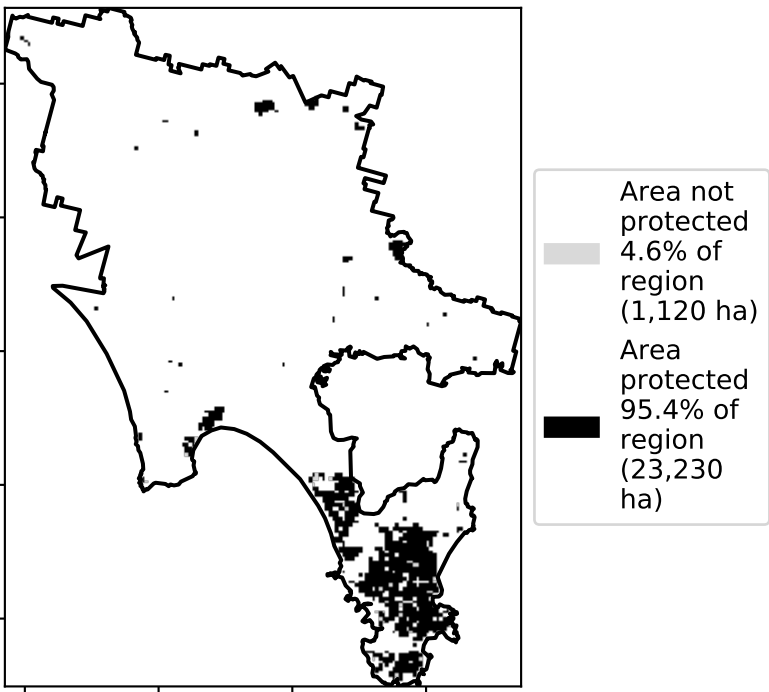 Area not
protected
4.6% of
region
(1,120 ha)
Area
protected
95.4% of
region
(23,230
ha)